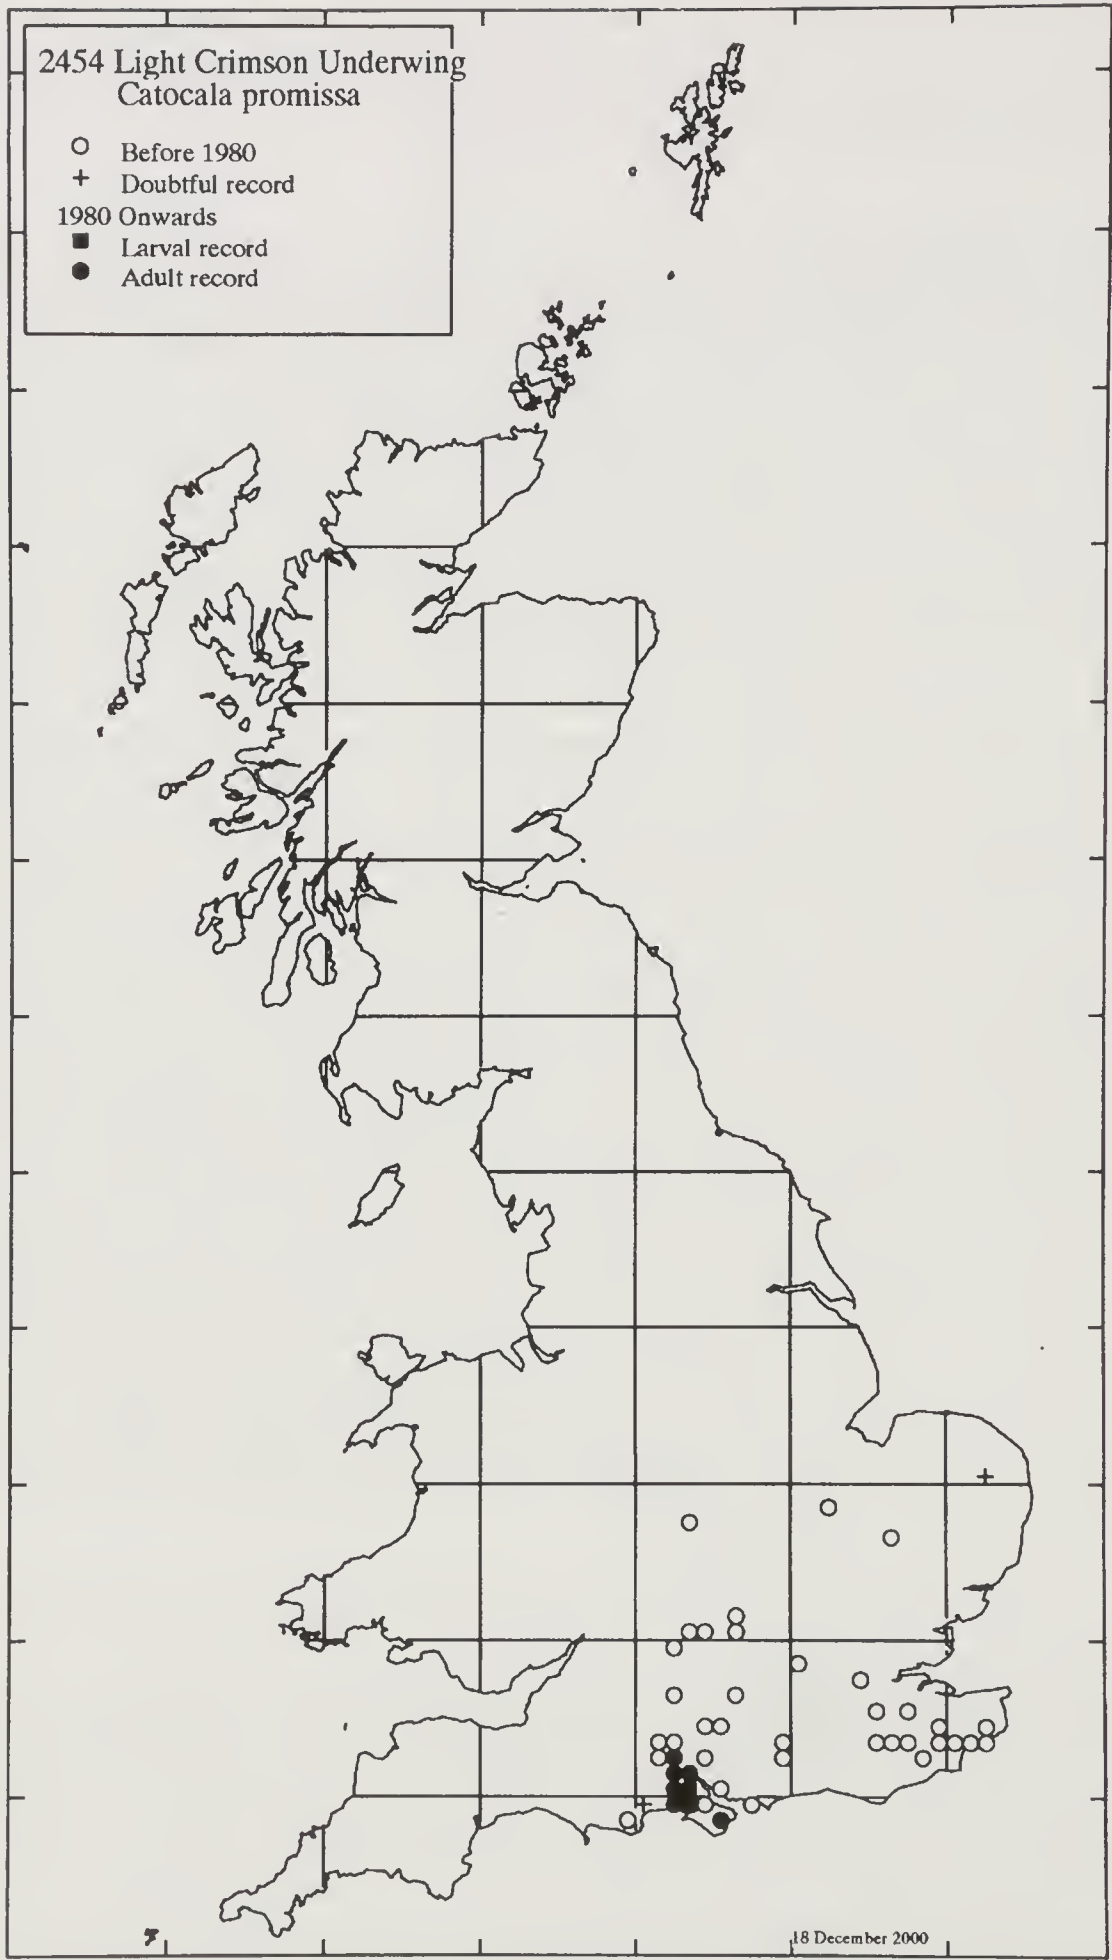 2454 Light Crimson Underwing
Catocala promissa
Before 1980
Doubtful record
1980 Onwards
Larval record
Adult record
18 December 2000